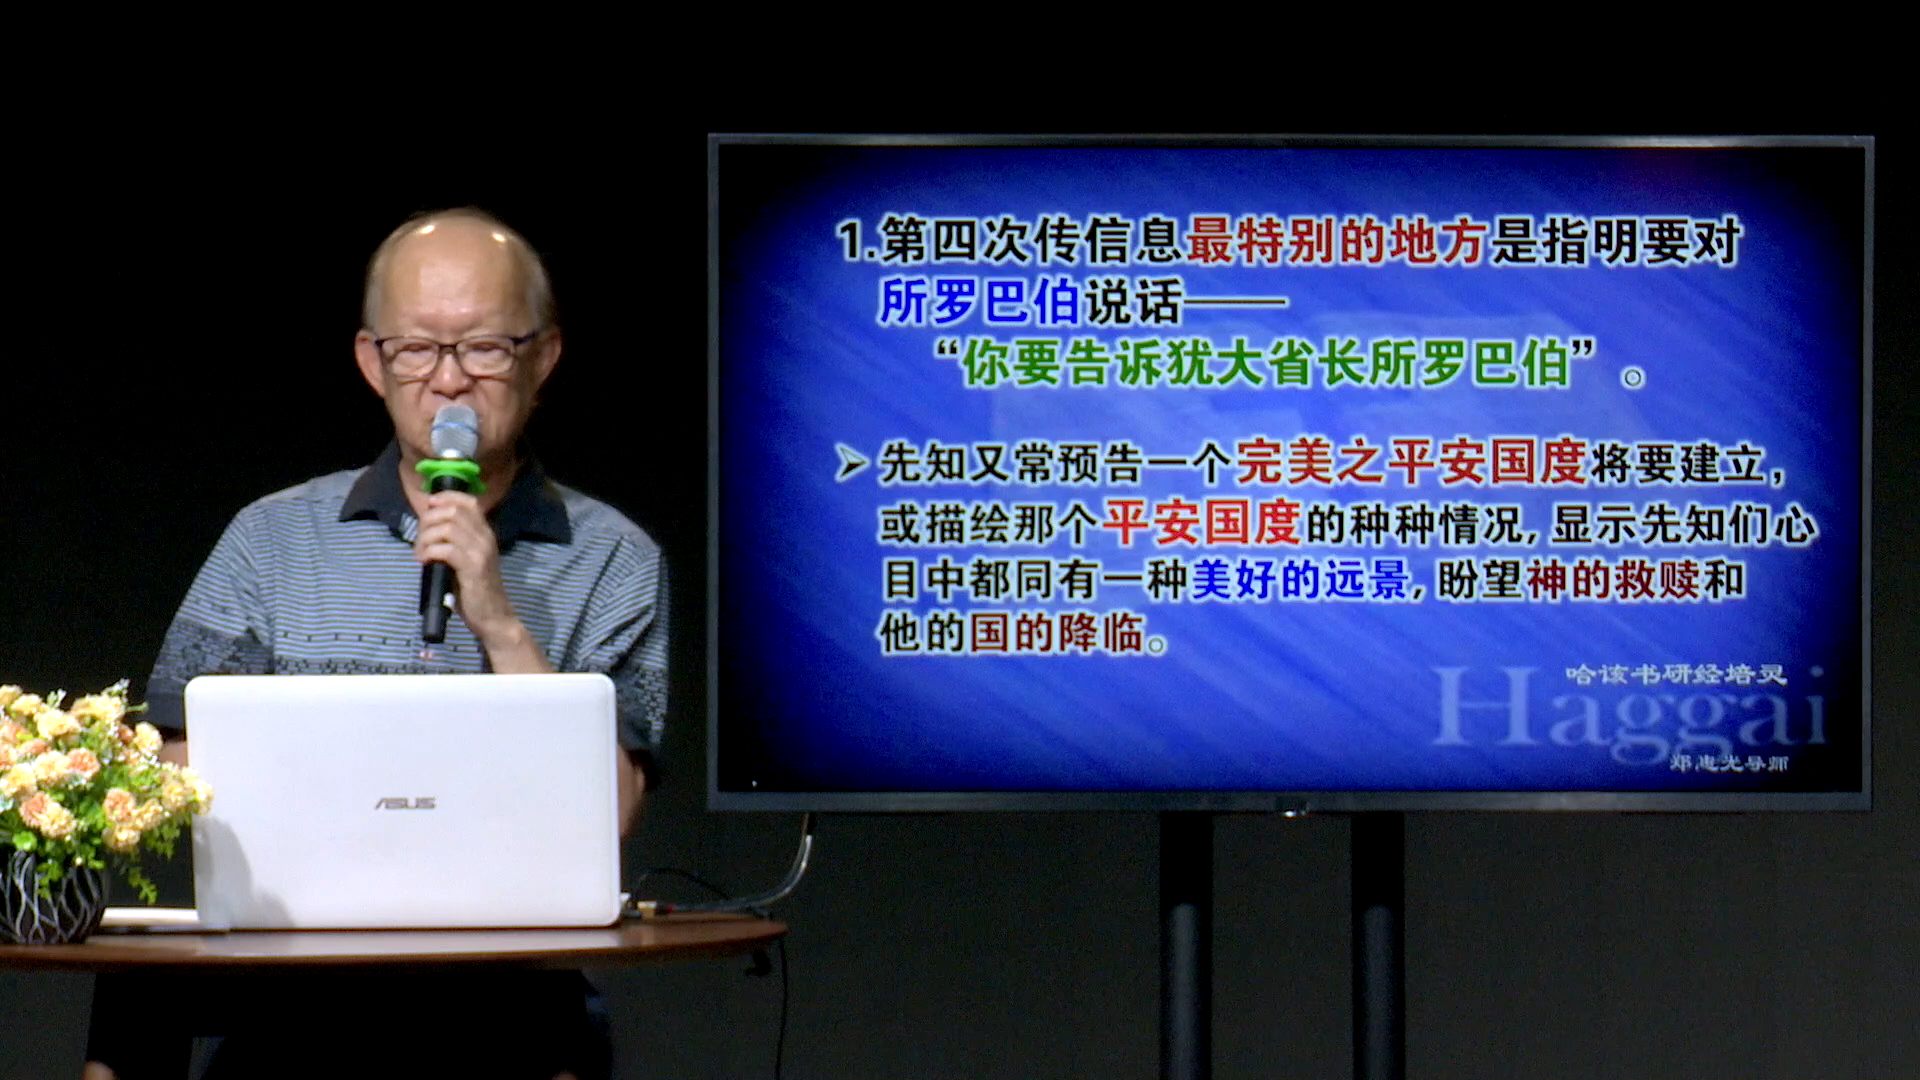 1.第四次传信息最特别的地方是指明要对
所罗巴伯说话——
“你要告诉犹大省长所罗巴伯”。
➢先知又常预告一个完美之平安国度将要建立，
或描绘那个平安国度的种种情况，显示先知们心
目中都同有一种美好的远景，盼望神的救赎和
他的国的降临。
哈该书研经培灵
Haggai
郑惠光导师
ASUS